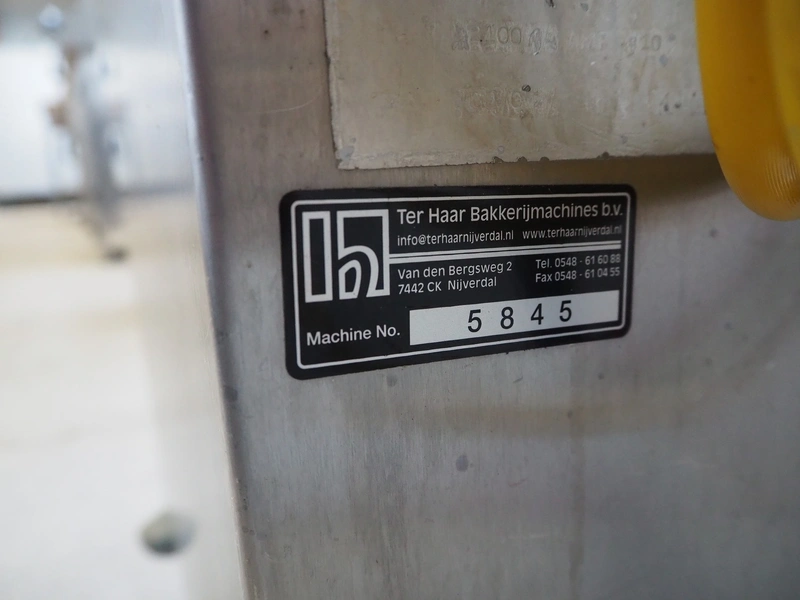 Ter Haar Bakkerijmachines b.v.
info@terhaarnijverdal.nl www.terhaarnijverdal.nl
Van den Bergsweg 2
7442 CK Nijverdal
Tel. 0548 - 61 60 88
Fax 0548 - 61 04 55
Machine No. 5845